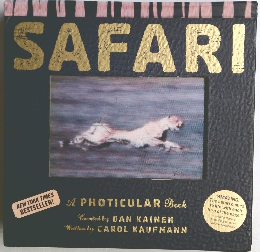 SAFARI
NEW YORK TIMES
BESTSELLER!
A PHOTICULAR Book
Created by DAN KAINEN
Written by CAROL KAUFMANN